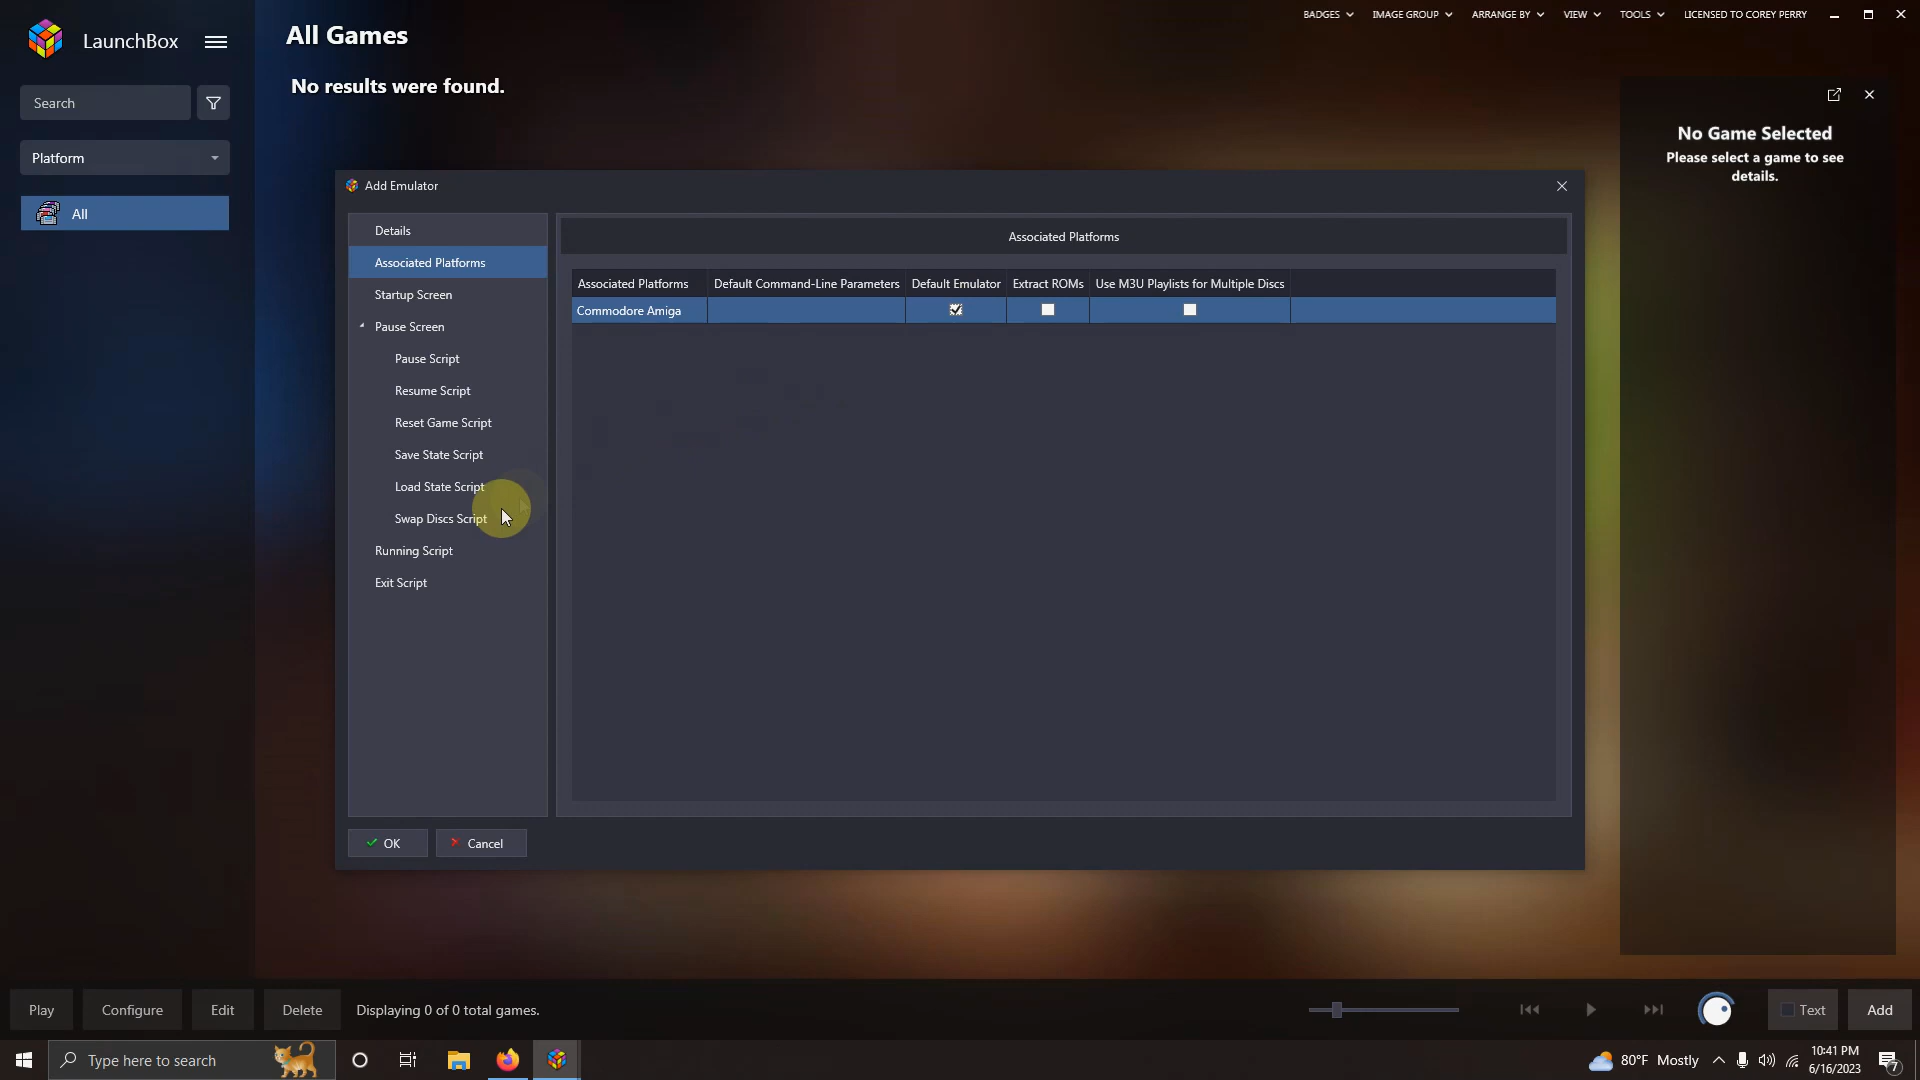 LaunchBox
Search
Platform
All
All Games
No results were found.
BADGES
IMAGE GROUP
ARRANGE BY
VIEW
TOOLS
LICENSED TO COREY PERRY
No Game Selected
Please select a game to see
details.
Add Emulator
Details
Associated Platforms
Startup Screen
Pause Screen
Pause Script
Resume Script
Reset Game Script
Save State Script
Load State Script
Swap Discs Script
Running Script
Exit Script
Associated Platforms
Associated Platforms Default Command-Line Parameters Default Emulator Extract ROMs Use M3U Playlists for Multiple Discs
Commodore Amiga
OK
Cancel
Play
Configure
Edit
Delete
Displaying 0 of 0 total games.
Text
Add
Type here to search
80°F Mostly
10:41 PM
6/16/2023
7